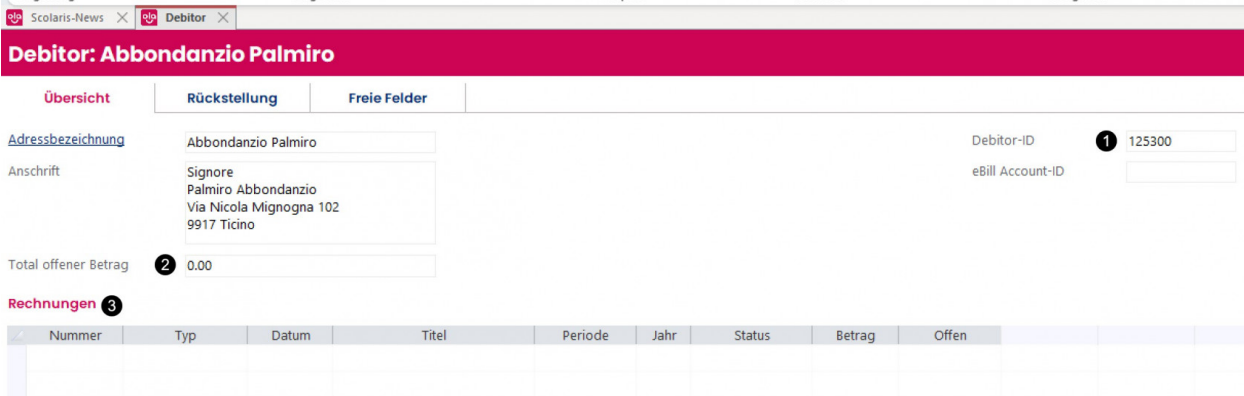 Scolaris-News Debitor
Debitor: Abbondanzio Palmiro
Übersicht Rückstellung Freie Felder
Adressbezeichnung Abbondanzio Palmiro Debitor-ID 1 125300
Anschrift Signore eBill Account-ID
Palmiro Abbondanzio
Via Nicola Mignogna 102
9917 Ticino
Total offener Betrag 2 0.00
Rechnungen 3
Nummer Typ Datum Titel Periode Jahr Status Betrag Offen